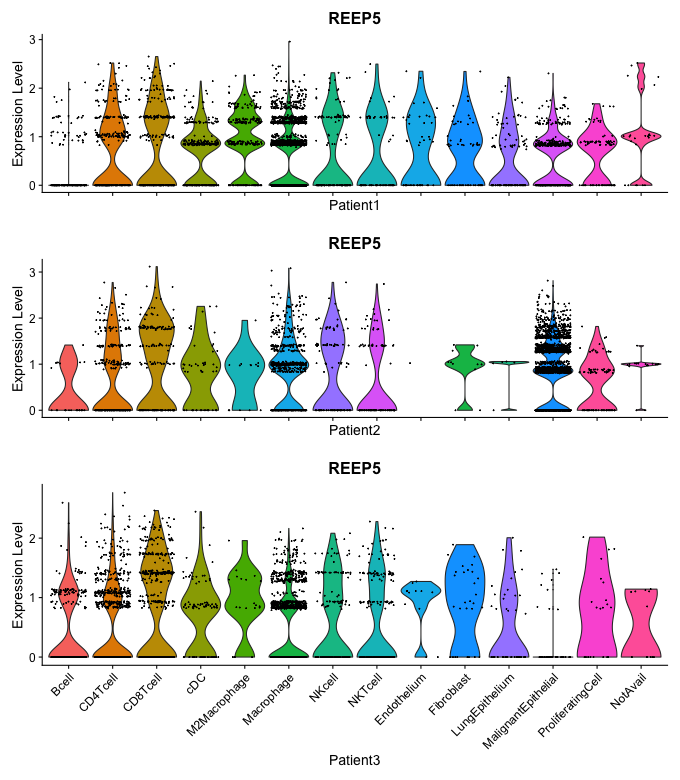 REEP5
Expression Level
3
2
1
0
Patient1
REEP5
Expression Level
3
2
1
0
Patient2
REEP5
Expression Level
2
1
0
Bcell
CD4Tcell
CD8Tcell
cDC
M2Macrophage
Macrophage
NKcell
NKTcell
Endothelium
Fibroblast
LungEpithelium
MalignantEpithelial
ProliferatingCell
NotAvail
Patient3